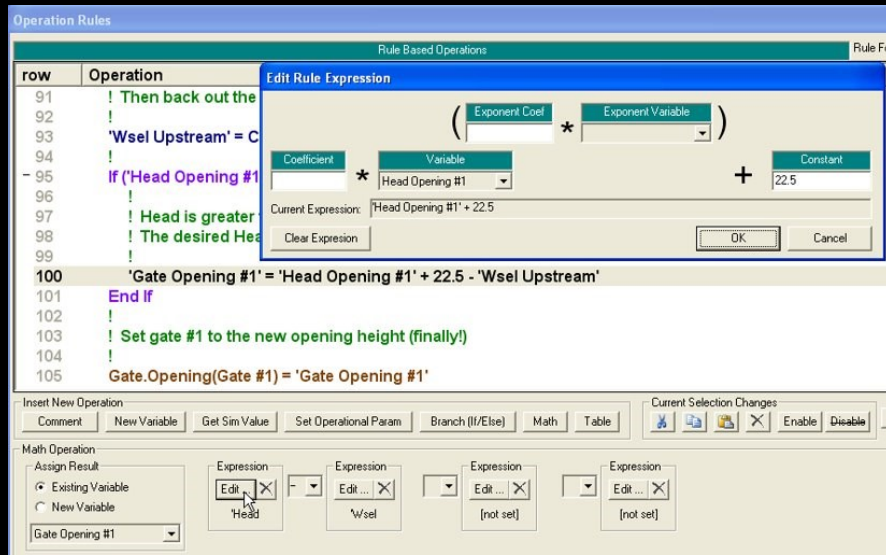 Operation Rules
Rule Based Operations
row Operation
91 ! Then back out the
92 !
93 'Wsel Upstream' = C
94 !
95 If ('Head Opening #1
96 !
97 ! Head is greater
98 ! The desired Hea
99 !
100 'Gate Opening #1' = 'Head Opening #1' + 22.5 - 'Wsel Upstream'
101 End If
102 !
103 ! Set gate #1 to the new opening height (finally!)
104 !
105 Gate.Opening(Gate #1) = 'Gate Opening #1'
Edit Rule Expression
Exponent Coef Exponent Variable
( * )
Coefficient Variable Constant
* Head Opening #1 + 22.5
Current Expression: 'Head Opening #1' + 22.5
Clear Expresion OK Cancel
Insert New Operation Current Selection Changes
Comment New Variable Get Sim Value Set Operational Param Branch (If/Else) Math Table Enable Disable
Math Operation
Assign Result Expression Expression Expression Expression
Existing Variable Edit ... - Edit ... Edit ... Edit ...
New Variable 'Head 'Wsel [not set] [not set]
Gate Opening #1